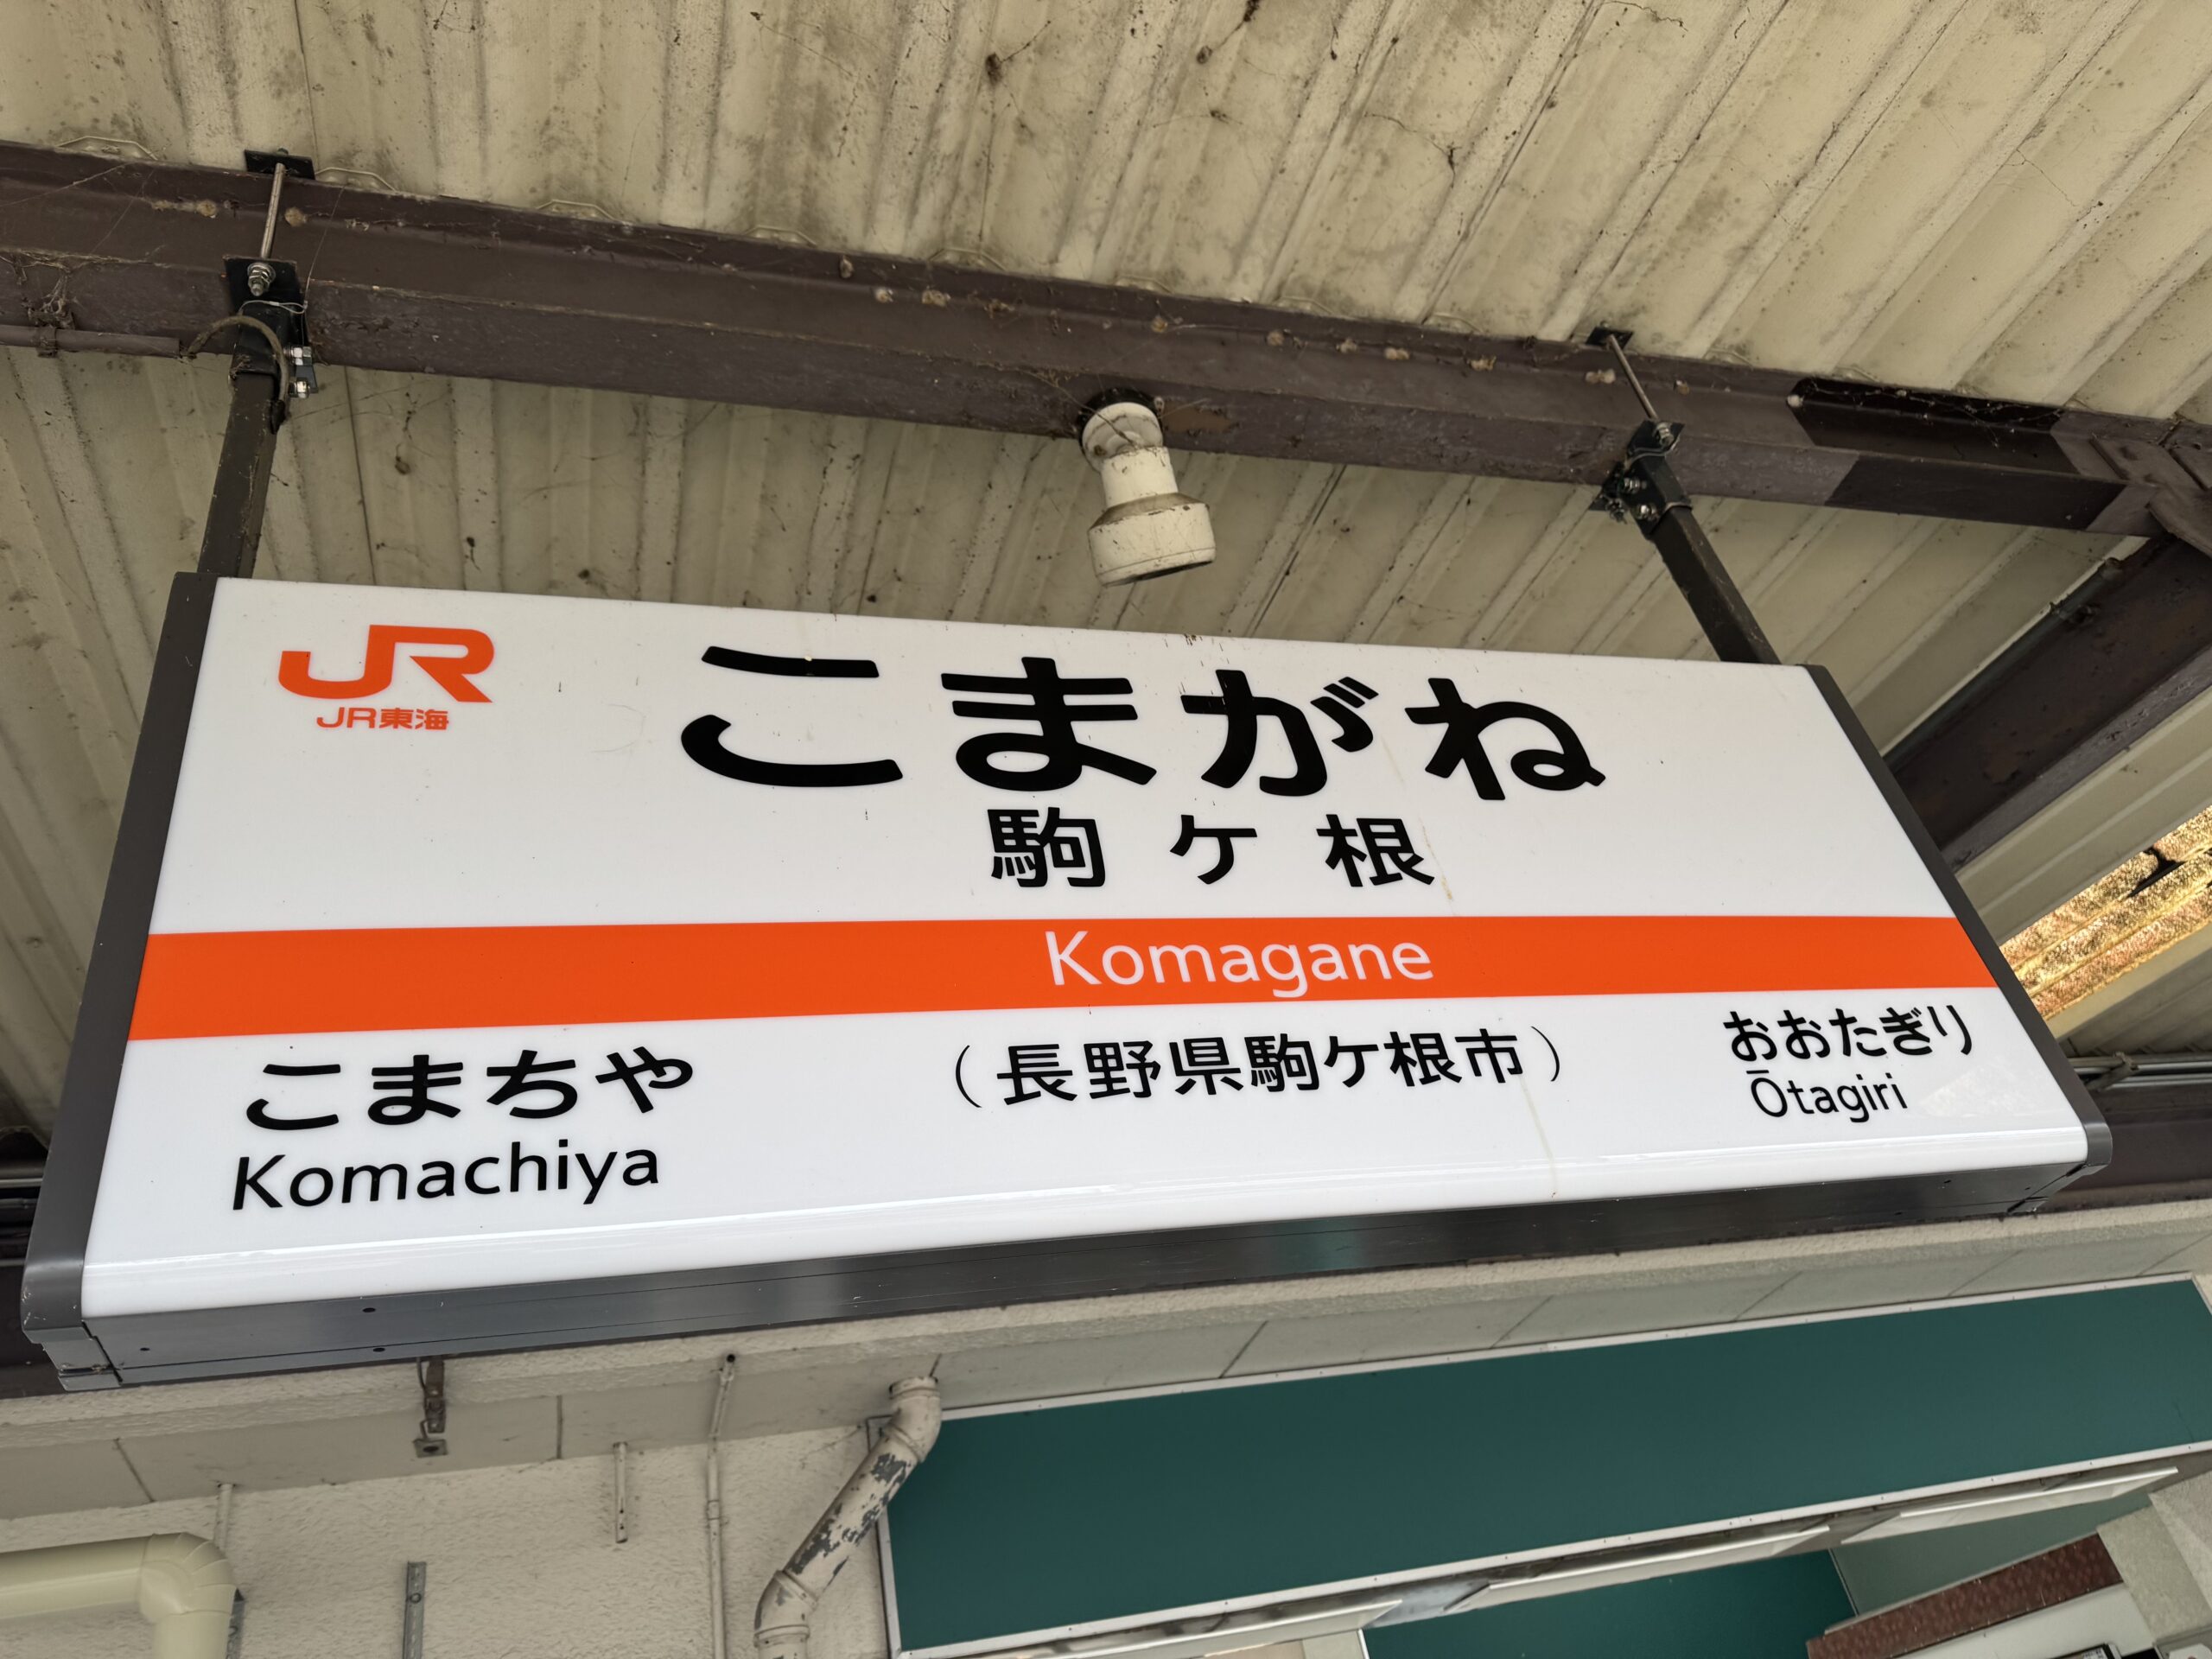 JR
JR東海
こまがね
駒ヶ根
Komagane
こまちや
Komachiya
（長野県駒ヶ根市）
おおたぎり
Ōtagiri